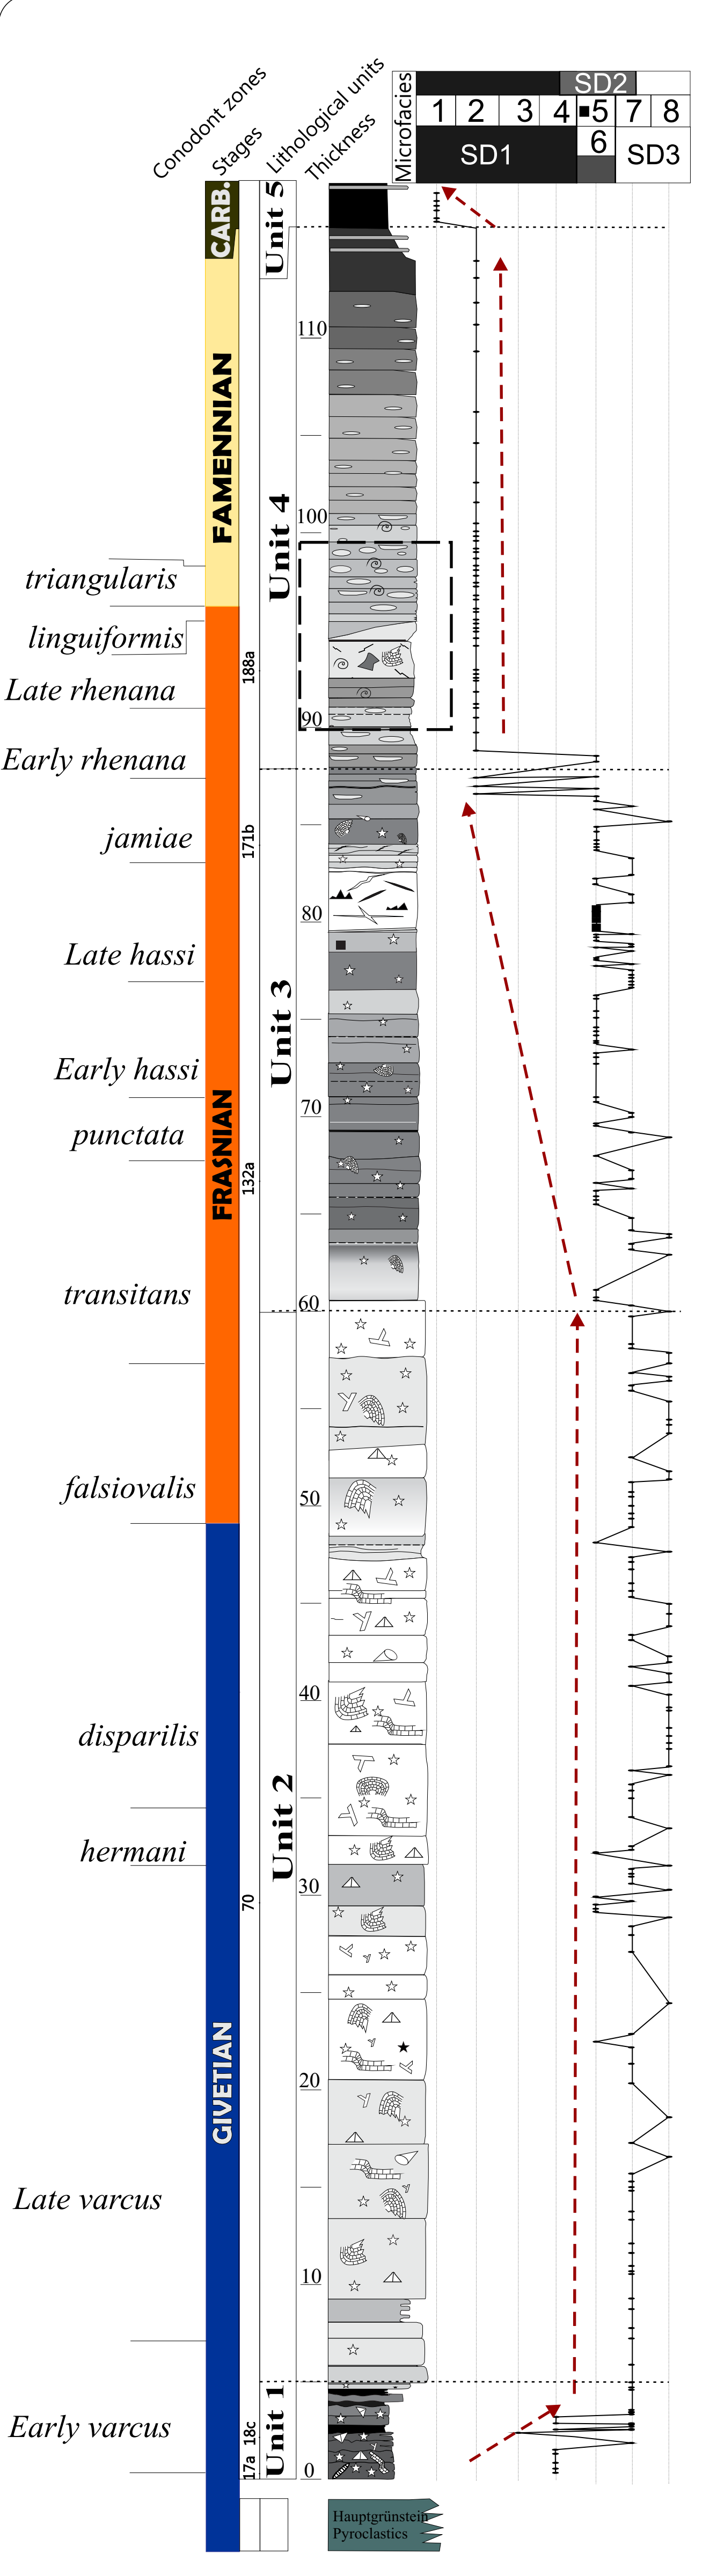 Conodont zones
Stages
Lithological units
Thickness
Microfacies
SD2
1 2 3 4 5 7 8
6
SD1
SD3
CARB.
Unit 5
110
FAMENNIAN
Unit 4
100
triangularis
linguiformis
188a
Late rhenana
90
Early rhenana
jamiae
171b
80
Late hassi
Unit 3
Early hassi
70
punctata
FRASNIAN
132a
transitans
60
falsiovalis
50
40
disparilis
Unit 2
hermani
30
70
20
GIVETIAN
Late varcus
10
Early varcus
Unit 1
18c
17a
0
Hauptgrünstein
Pyroclastics